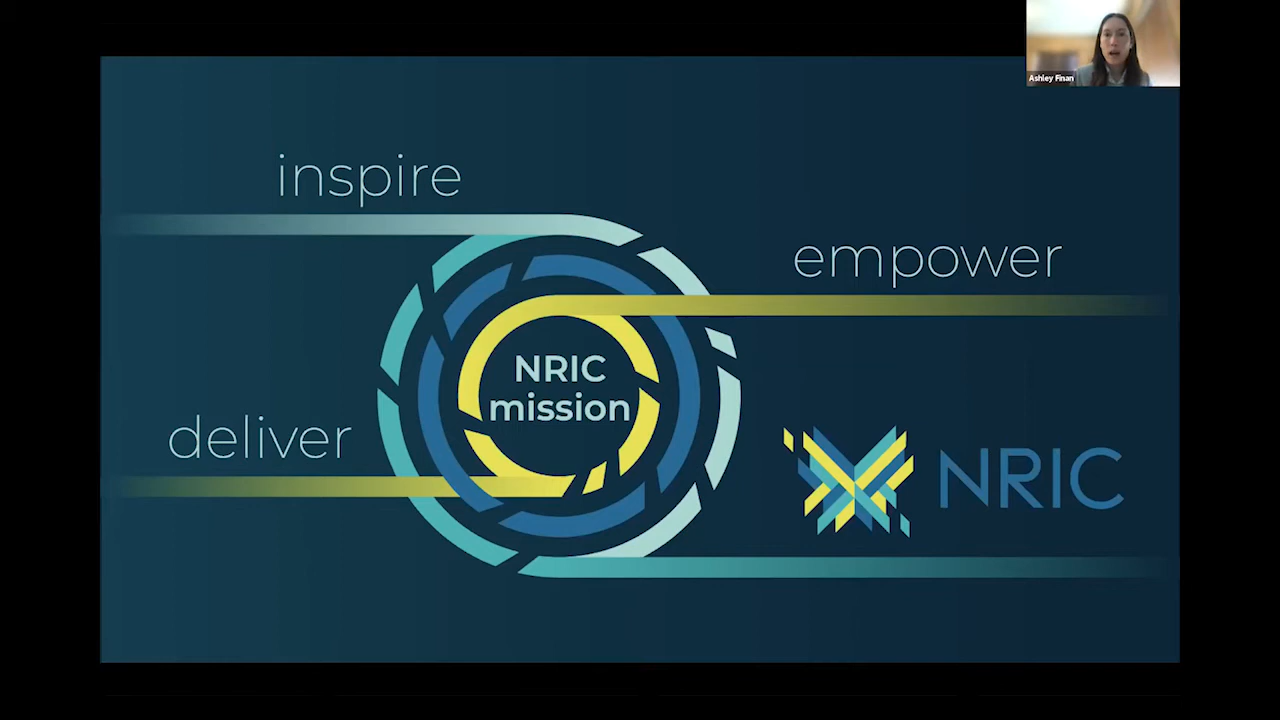 Ashley Finan
inspire
empower
NRIC
mission
deliver
NRIC